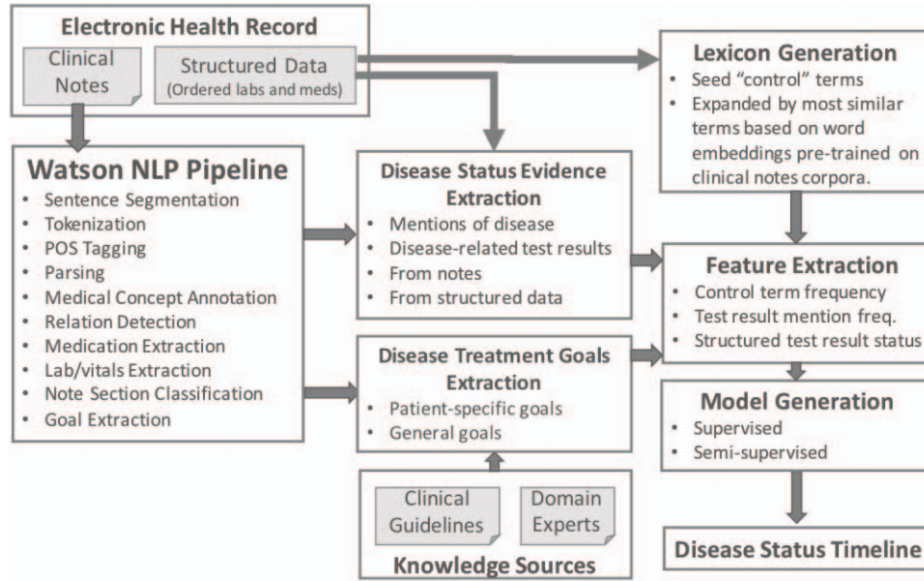 Electronic Health Record
Clinical
Notes
Structured Data
(Ordered labs and meds)
Lexicon Generation
• Seed “control” terms
• Expanded by most similar
terms based on word
embeddings pre-trained on
clinical notes corpora.
Watson NLP Pipeline
• Sentence Segmentation
• Tokenization
• POS Tagging
• Parsing
• Medical Concept Annotation
• Relation Detection
• Medication Extraction
• Lab/vitals Extraction
• Note Section Classification
• Goal Extraction
Disease Status Evidence
Extraction
• Mentions of disease
• Disease-related test results
• From notes
• From structured data
Disease Treatment Goals
Extraction
• Patient-specific goals
• General goals
Clinical
Guidelines
Domain
Experts
Knowledge Sources
Feature Extraction
• Control term frequency
• Test result mention freq.
• Structured test result status
Model Generation
• Supervised
• Semi-supervised
Disease Status Timeline